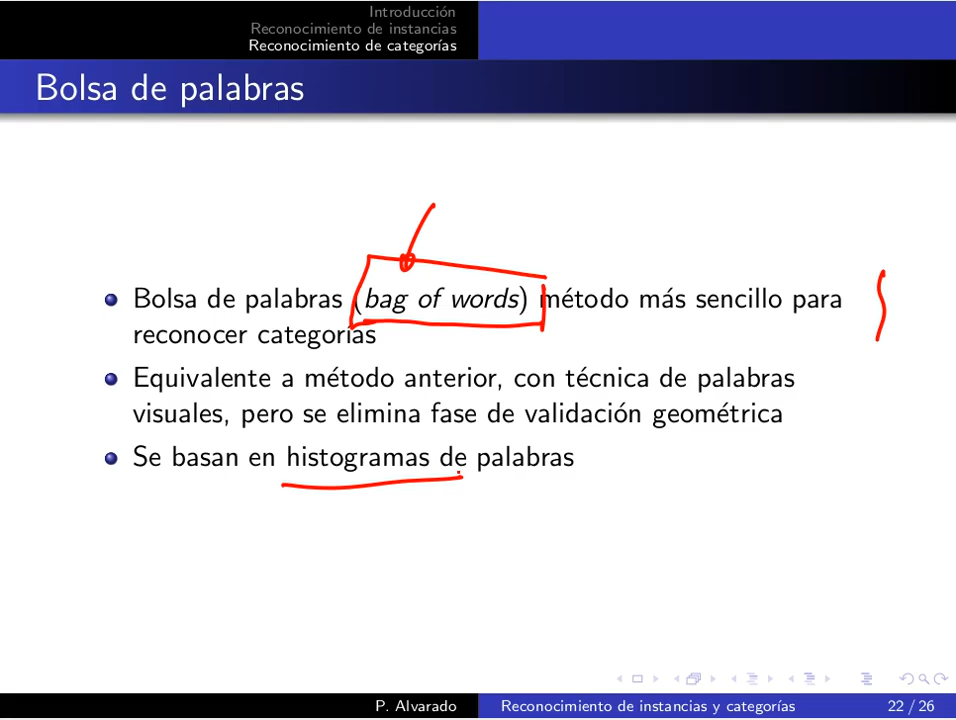 Introducción
Reconocimiento de instancias
Reconocimiento de categorías
Bolsa de palabras
Bolsa de palabras (bag of words) método más sencillo para
reconocer categorías
Equivalente a método anterior, con técnica de palabras
visuales, pero se elimina fase de validación geométrica
Se basan en histogramas de palabras
P. Alvarado
Reconocimiento de instancias y categorías
22 / 26